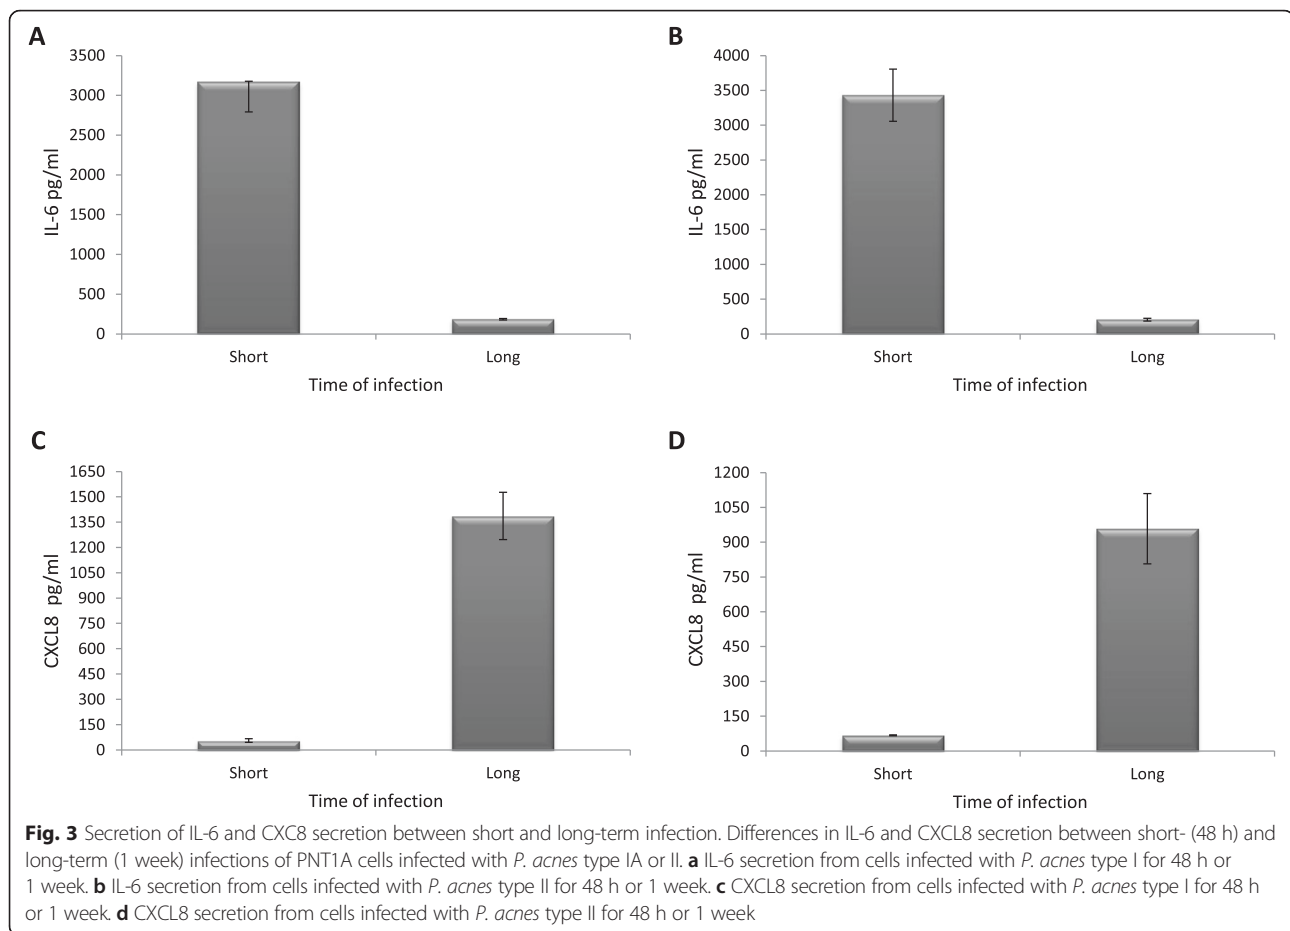 A
3500
3000
2500
2000
1500
1000
500
0
IL-6 pg/ml
Short
Long
Time of infection
B
4000
3500
3000
2500
2000
1500
1000
500
0
IL-6 pg/ml
Short
Long
Time of infection
C
1650
1500
1350
1200
1050
900
750
600
450
300
150
0
CXCL8 pg/ml
Short
Long
Time of infection
D
1200
1050
900
750
600
450
300
150
0
CXCL8 pg/ml
Short
Long
Time of infection
Fig. 3 Secretion of IL-6 and CXC8 secretion between short and long-term infection. Differences in IL-6 and CXCL8 secretion between short- (48 h) and
long-term (1 week) infections of PNT1A cells infected with P. acnes type IA or II. a IL-6 secretion from cells infected with P. acnes type I for 48 h or
1 week. b IL-6 secretion from cells infected with P. acnes type II for 48 h or 1 week. c CXCL8 secretion from cells infected with P. acnes type I for 48 h
or 1 week. d CXCL8 secretion from cells infected with P. acnes type II for 48 h or 1 week